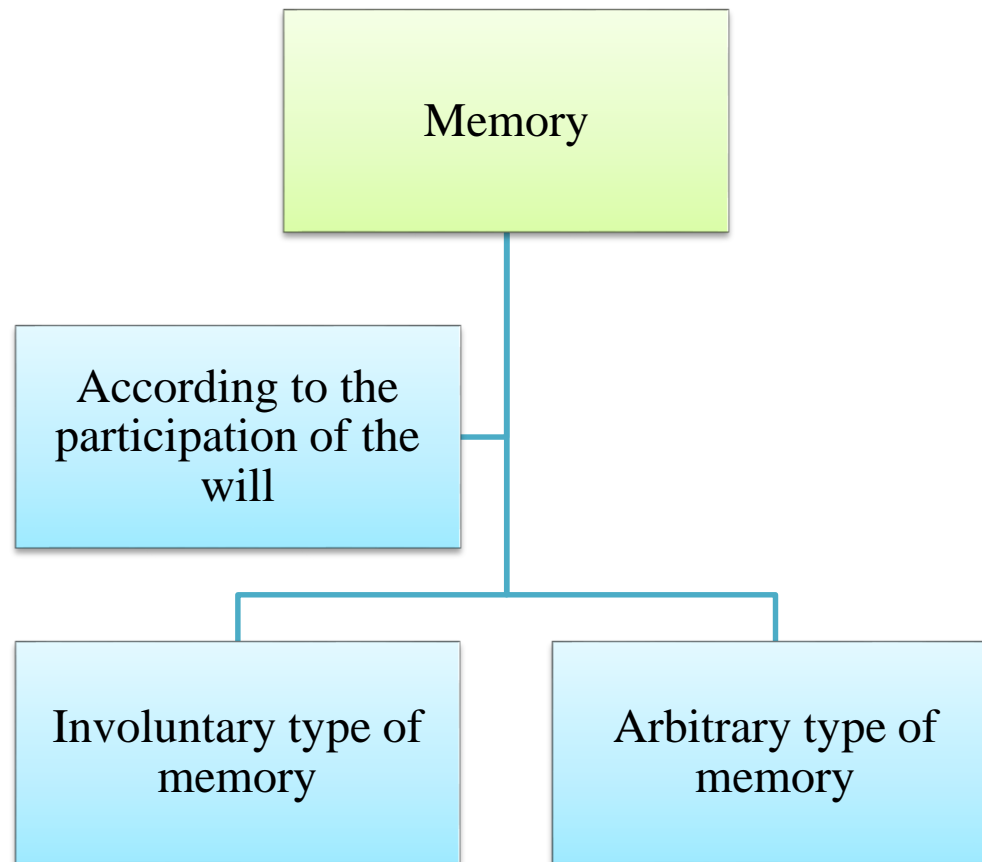 Memory
According to the
participation of the
will
Involuntary type of
memory
Arbitrary type of
memory